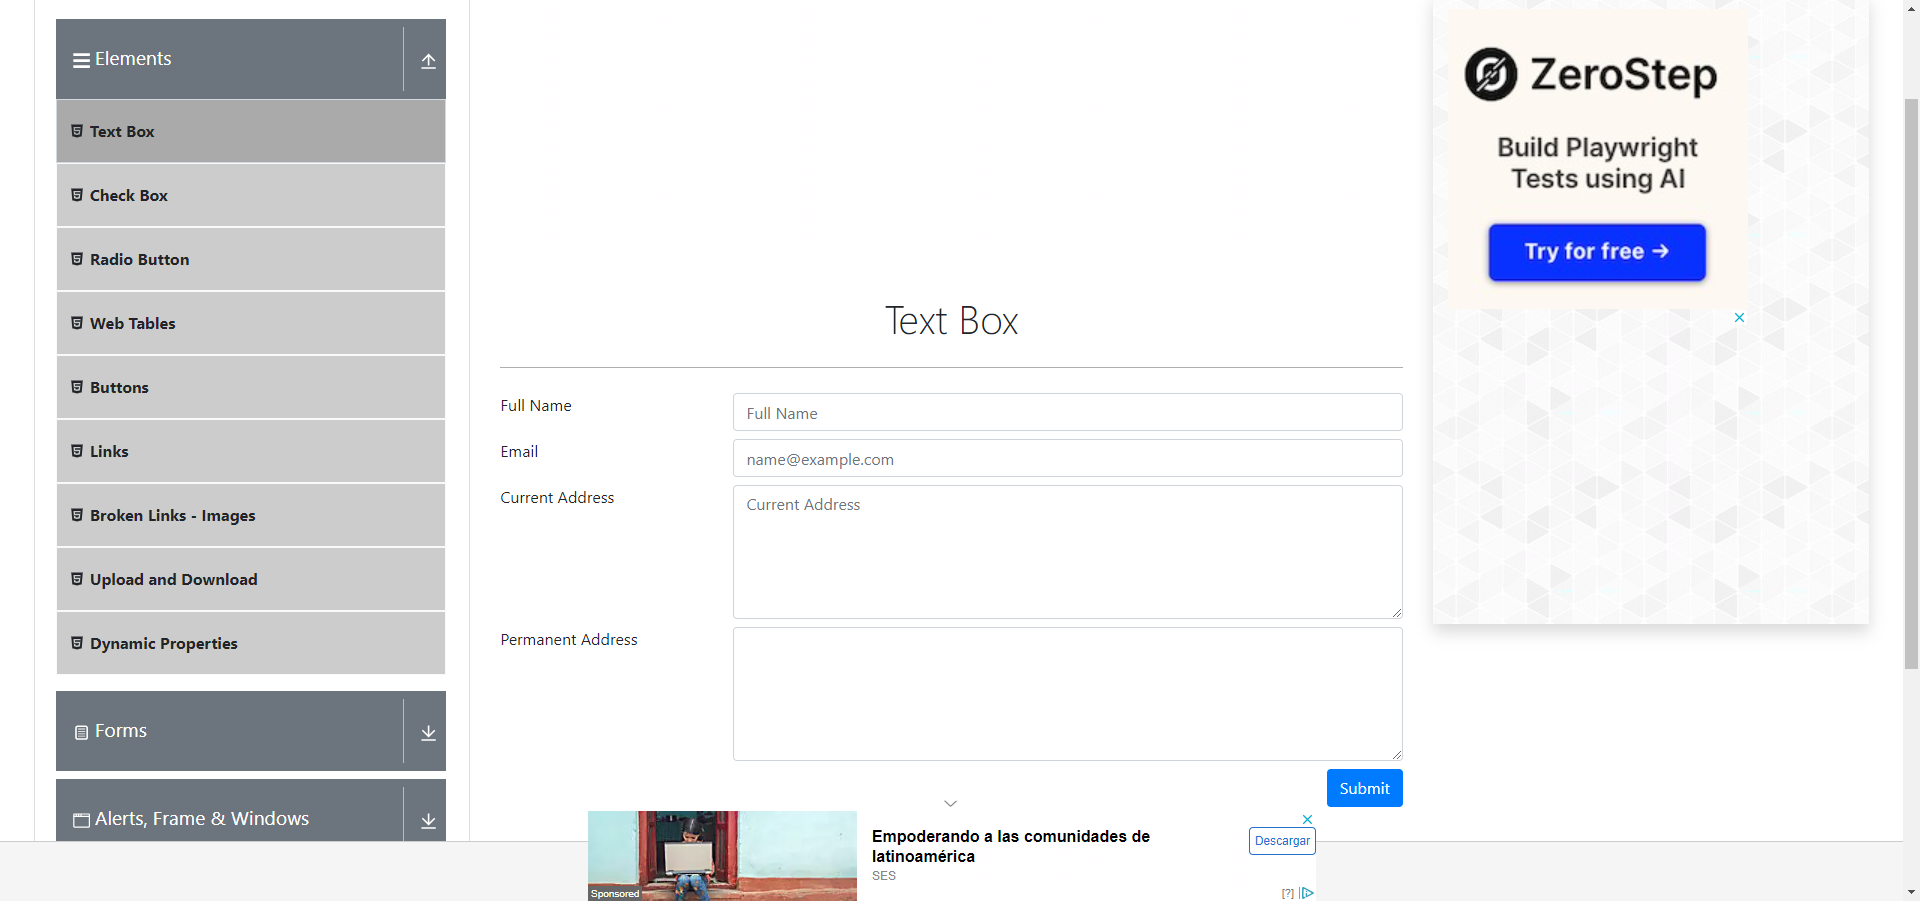 Elements
Text Box
Check Box
Radio Button
Web Tables
Buttons
Links
Broken Links - Images
Upload and Download
Dynamic Properties
Forms
Alerts, Frame & Windows
Text Box
Full Name
Full Name
Email
name@example.com
Current Address
Current Address
Permanent Address
Submit
ZeroStep
Build Playwright
Tests using AI
Try for free →
Sponsored
Empoderando a las comunidades de
latinoamérica
SES
Descargar
[?]